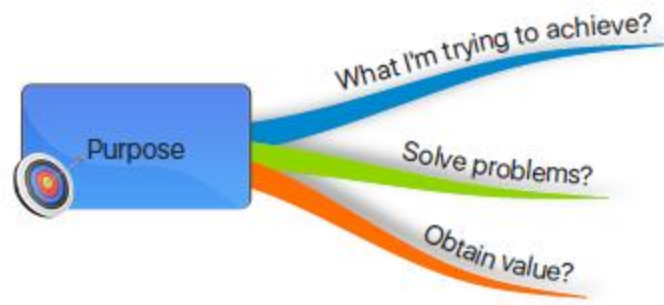 What I'm trying to achieve?
Purpose
Solve problems?
Obtain value?